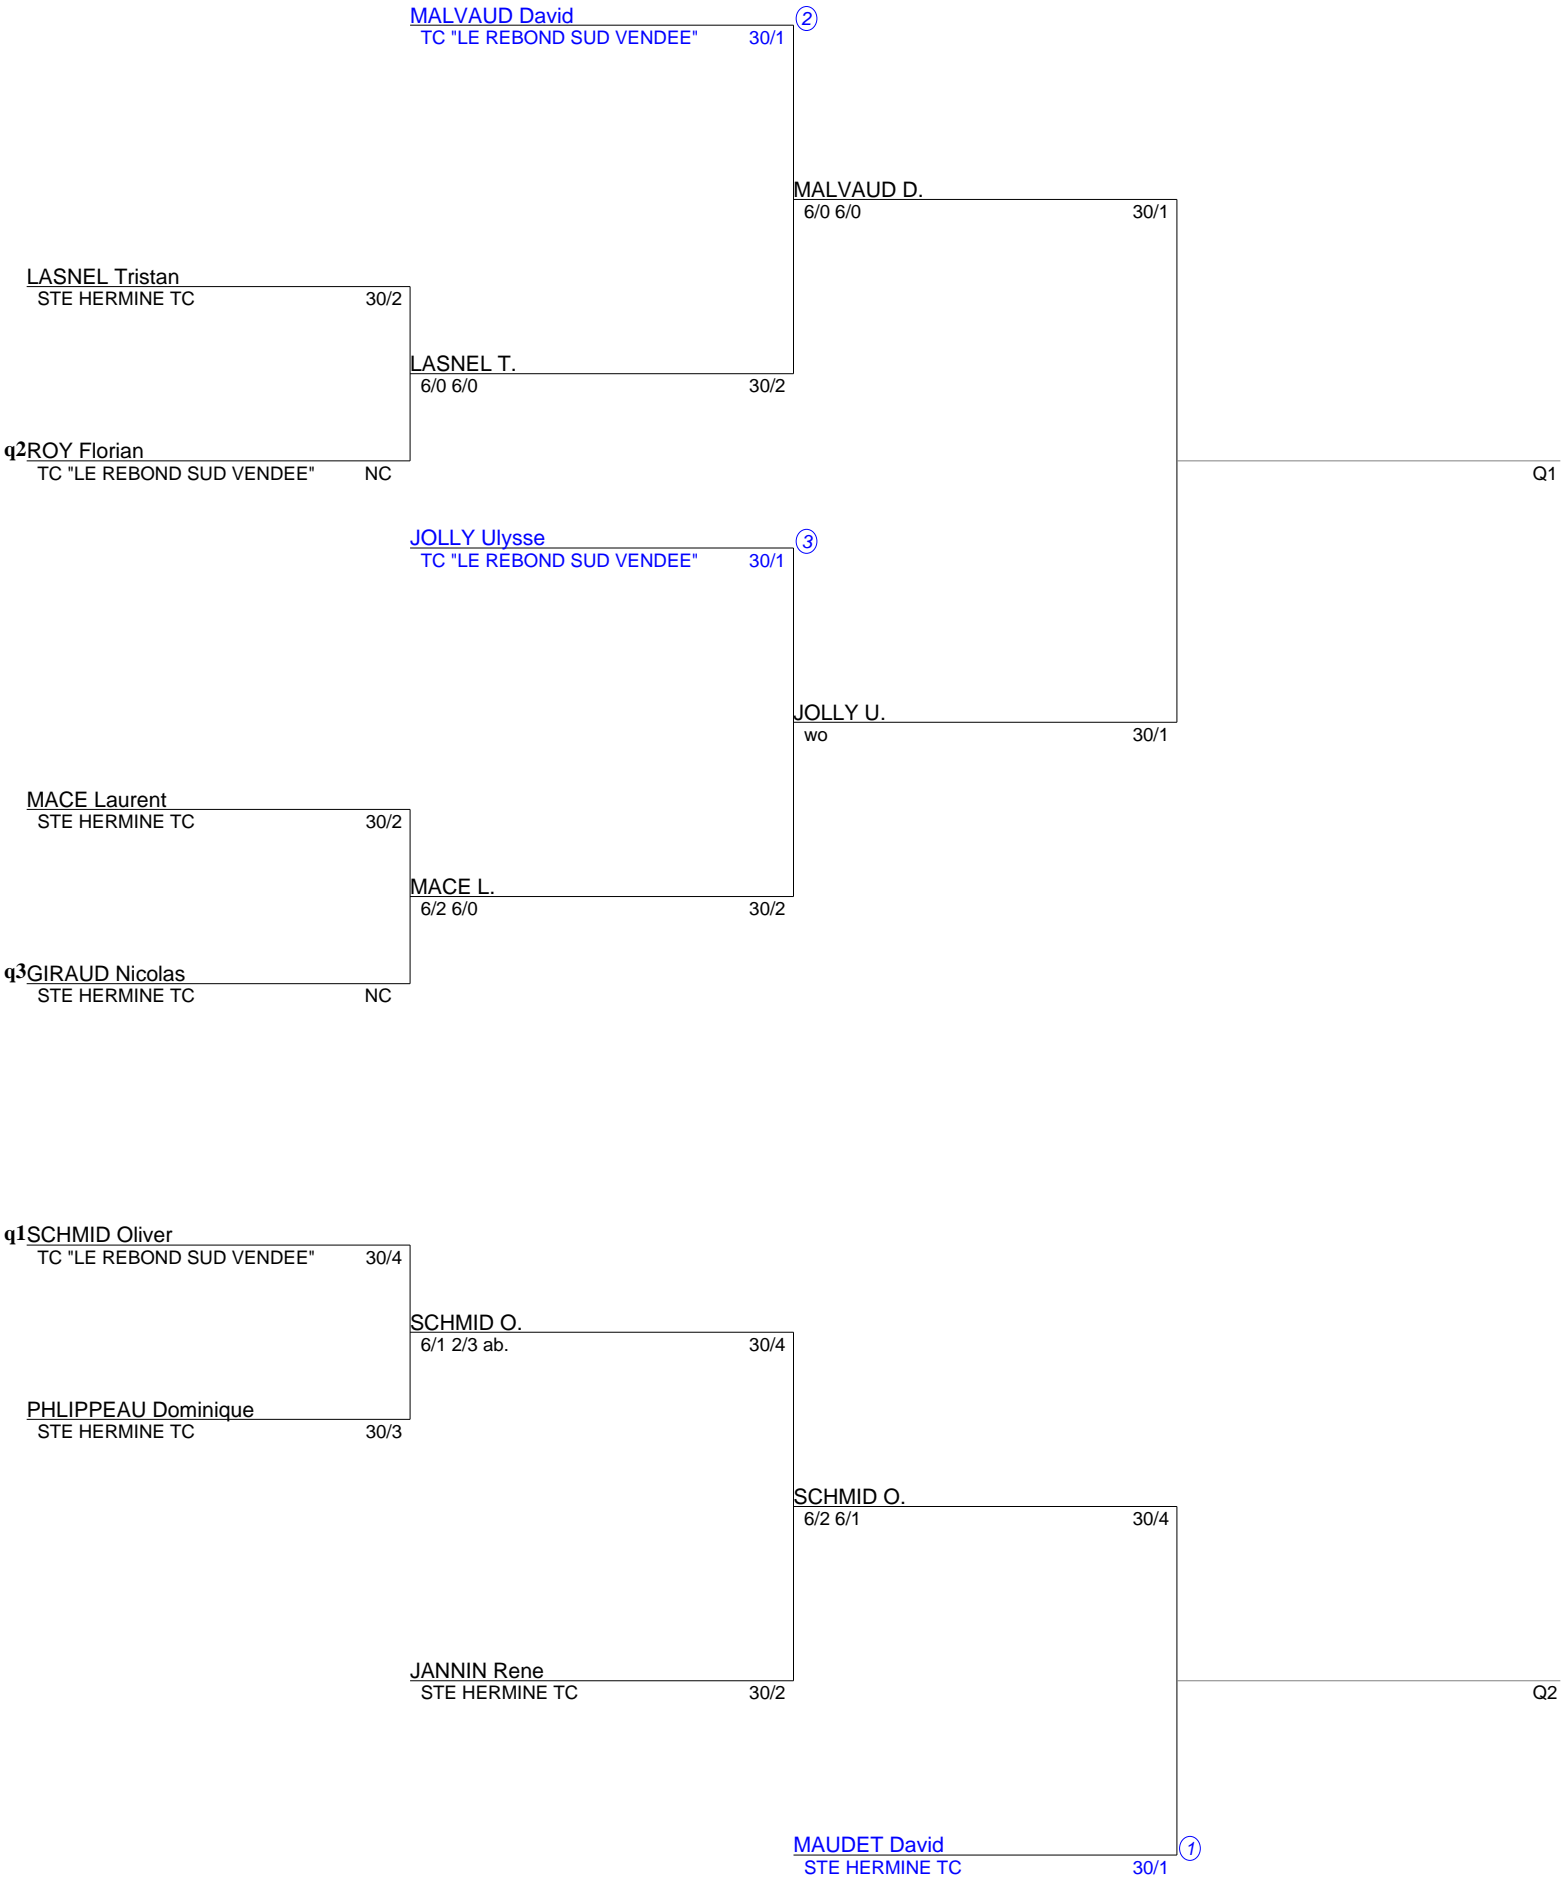 MALVAUD David
2
TC "LE REBOND SUD VENDEE" 30/1
MALVAUD D.
6/0 6/0 30/1
LASNEL Tristan
STE HERMINE TC 30/2
LASNEL T.
6/0 6/0 30/2
q2 ROY Florian
TC "LE REBOND SUD VENDEE" NC
Q1
JOLLY Ulysse
3
TC "LE REBOND SUD VENDEE" 30/1
JOLLY U.
wo 30/1
MACE Laurent
STE HERMINE TC 30/2
MACE L.
6/2 6/0 30/2
q3 GIRAUD Nicolas
STE HERMINE TC NC
q1 SCHMID Oliver
TC "LE REBOND SUD VENDEE" 30/4
SCHMID O.
6/1 2/3 ab. 30/4
PHLIPPEAU Dominique
STE HERMINE TC 30/3
SCHMID O.
6/2 6/1 30/4
JANNIN Rene
STE HERMINE TC 30/2
Q2
MAUDET David
1
STE HERMINE TC 30/1